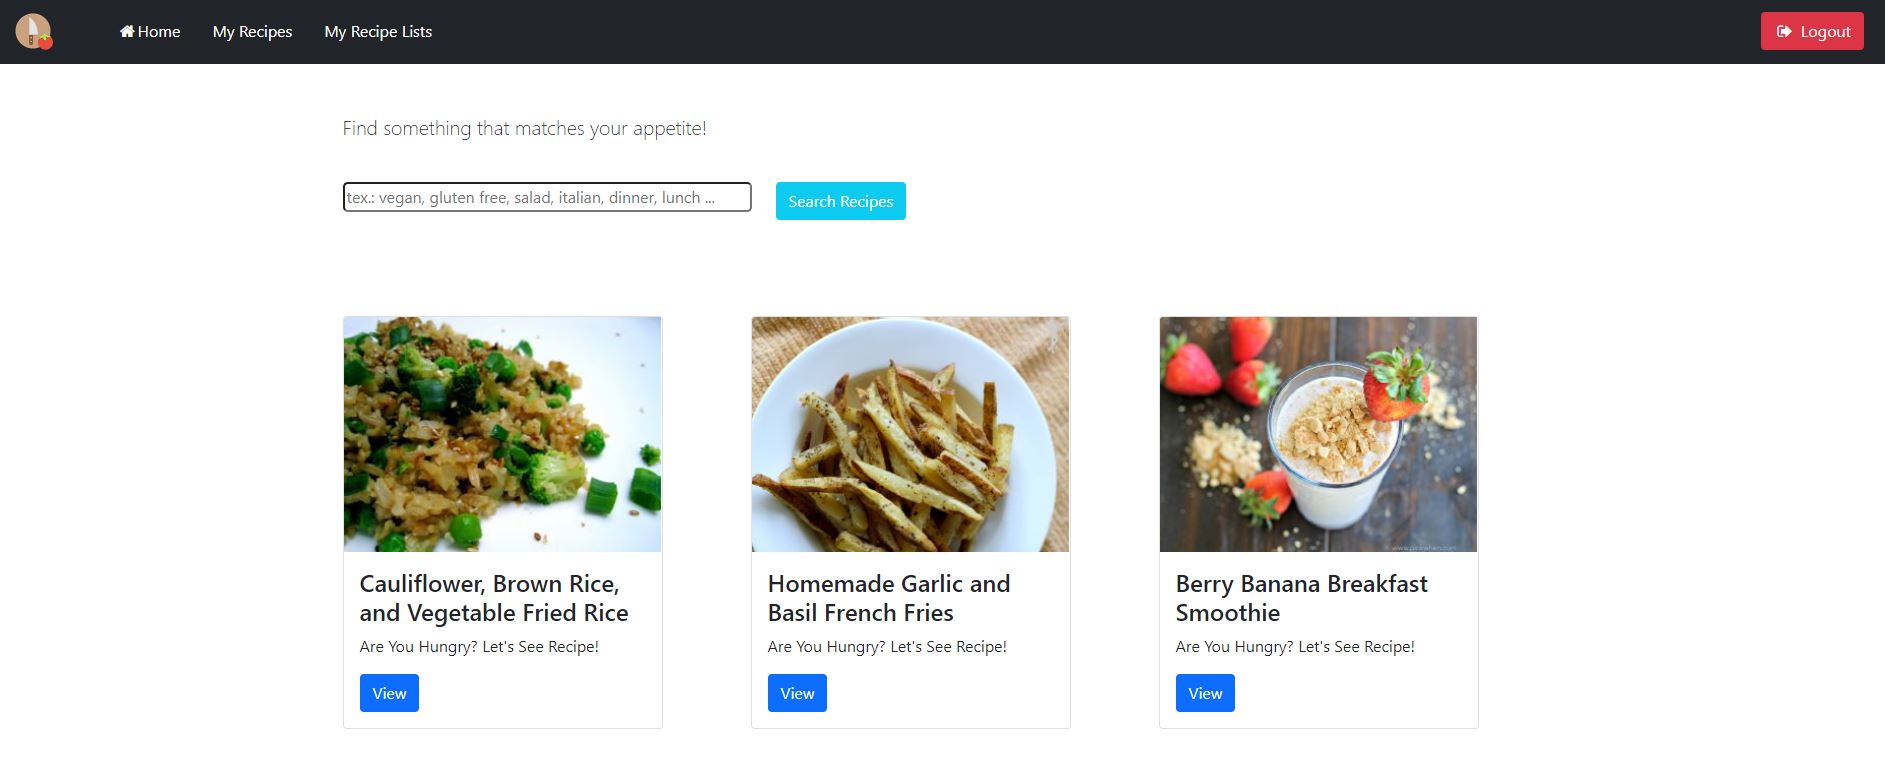 Home My Recipes My Recipe Lists Logout
Find something that matches your appetite!
tex.: vegan, gluten free, salad, italian, dinner, lunch ... Search Recipes
Cauliflower, Brown Rice,
and Vegetable Fried Rice
Are You Hungry? Let's See Recipe!
View
Homemade Garlic and
Basil French Fries
Are You Hungry? Let's See Recipe!
View
Berry Banana Breakfast
Smoothie
Are You Hungry? Let's See Recipe!
View